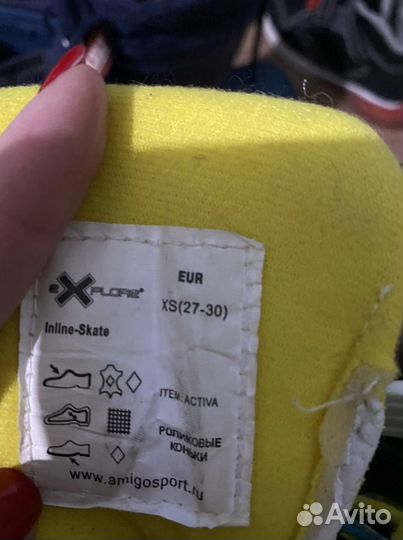 eXPLORE®
EUR
XS(27-30)
Inline-Skate
ITEM: ACTIVA
РОЛИКОВЫЕ
КОНЬКИ
www.amigosport.ru
Avito